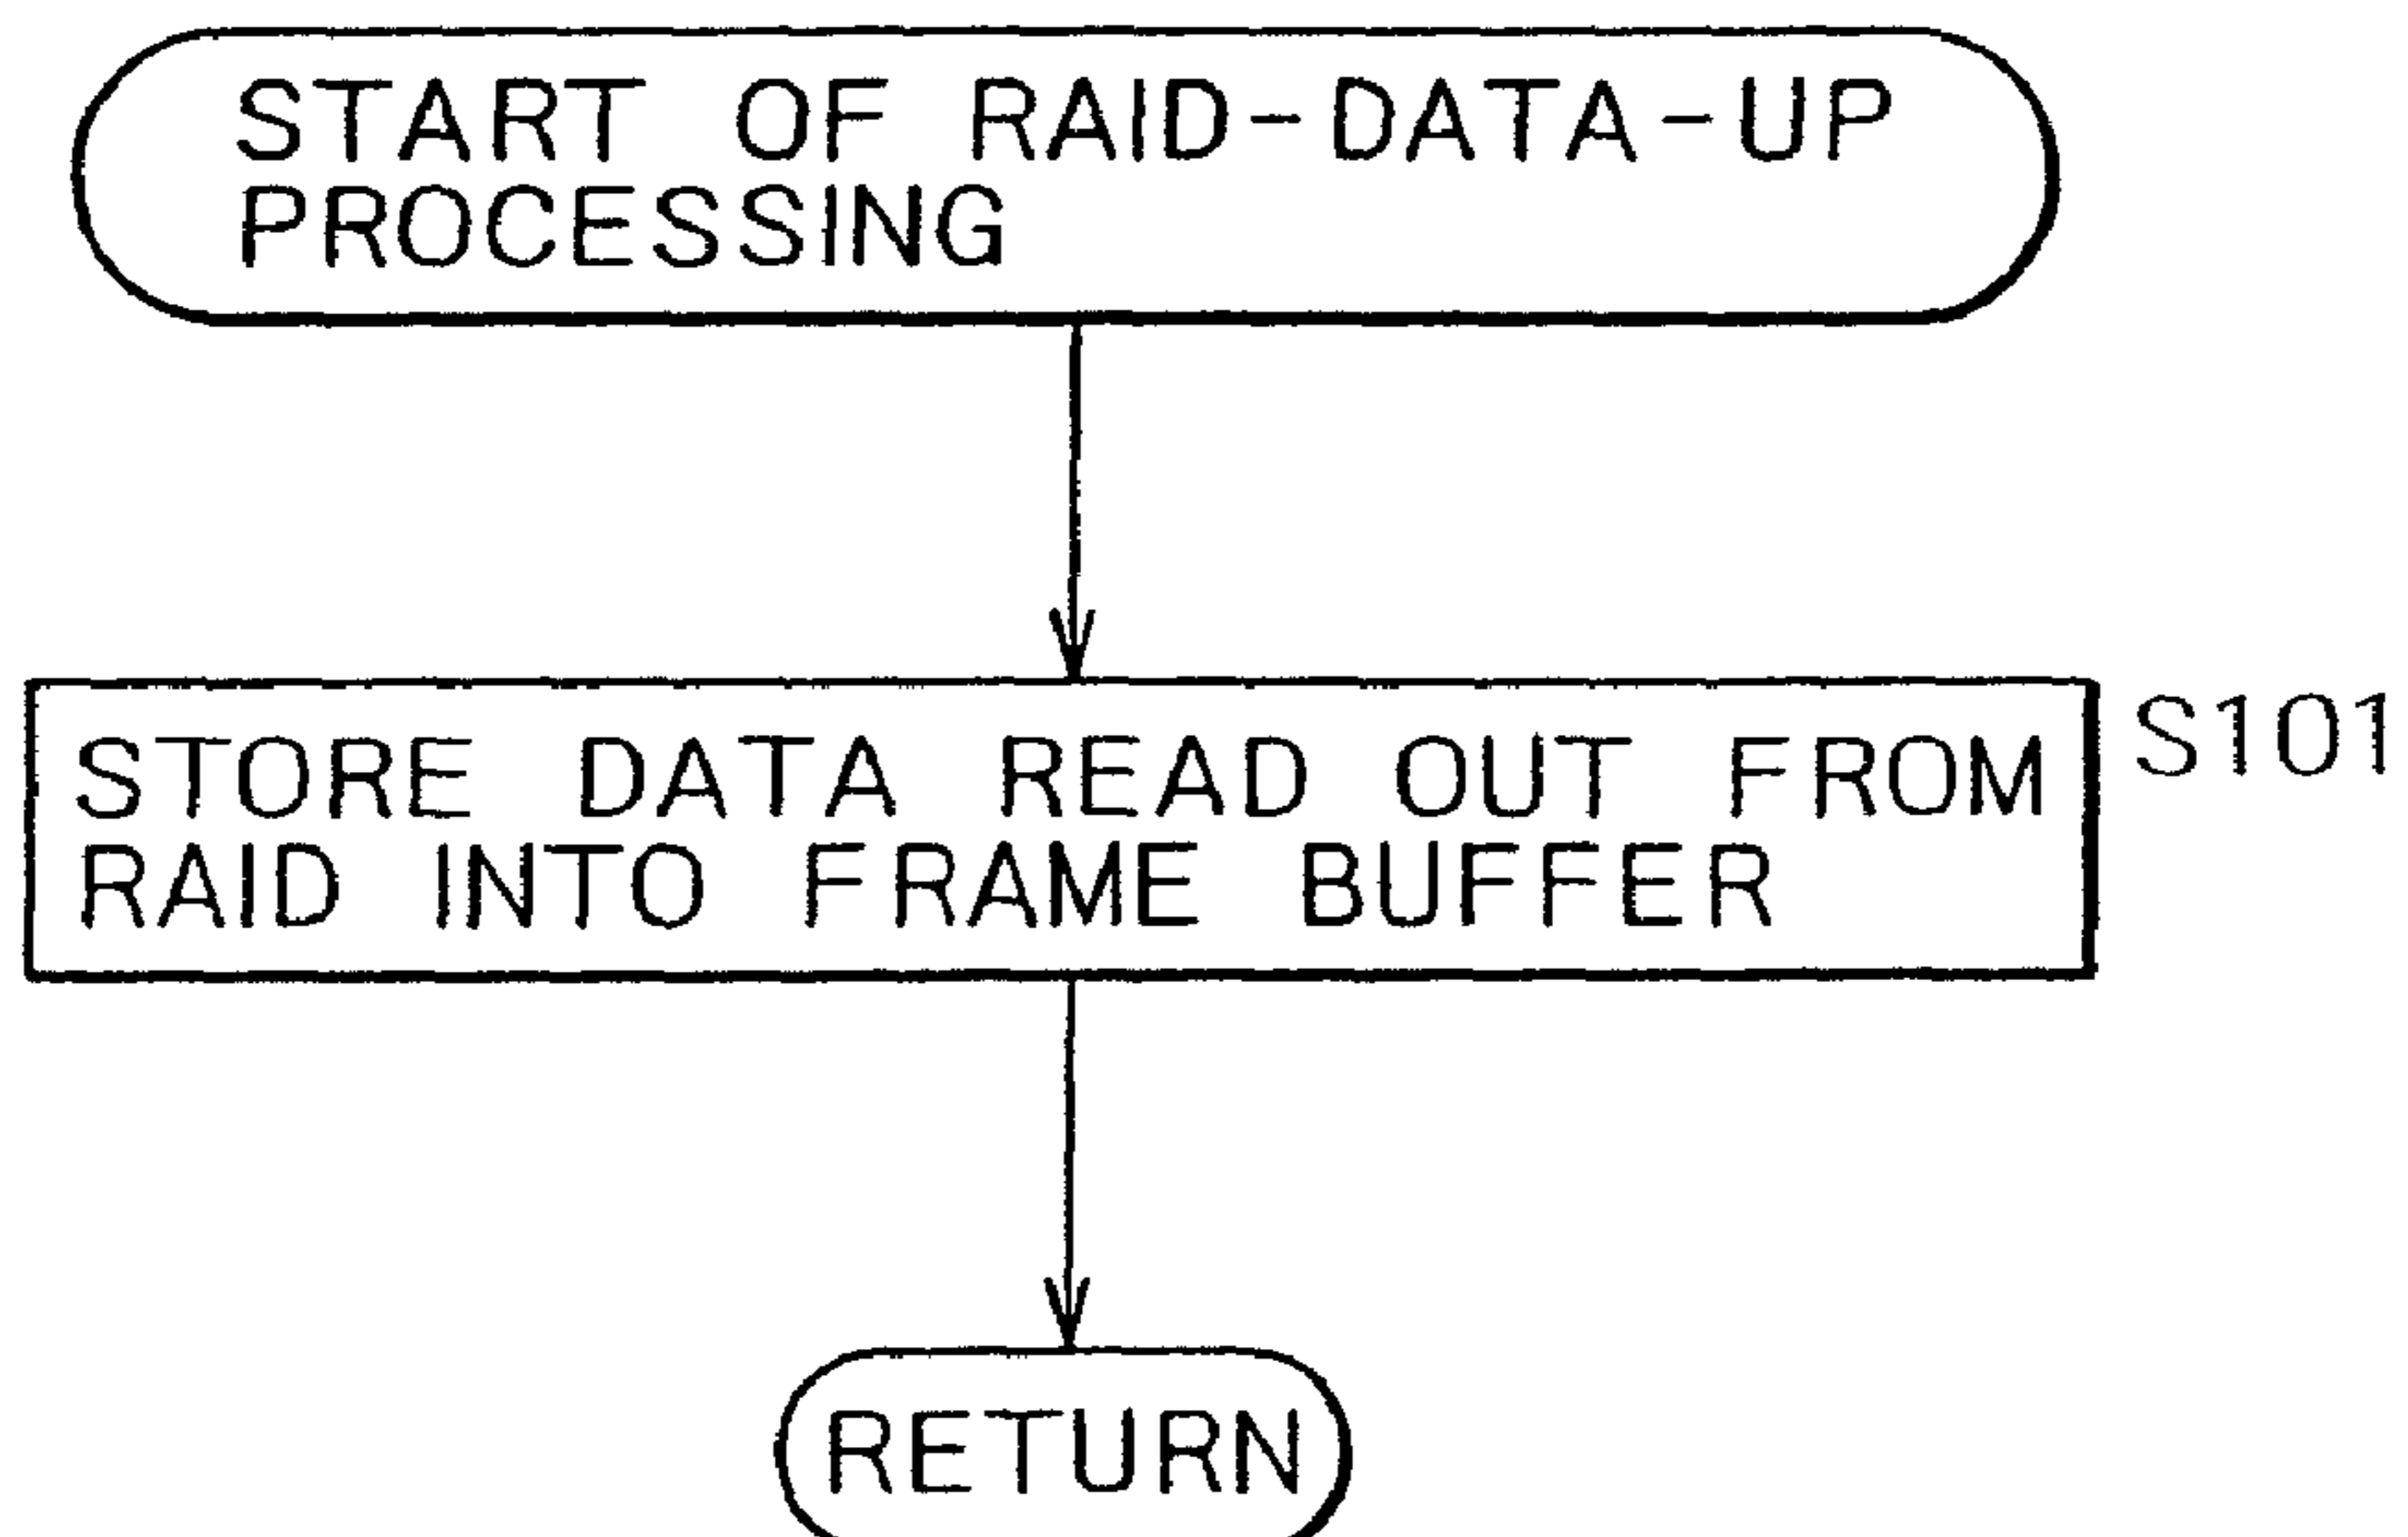 START OF RAID-DATA-UP
PROCESSING
STORE DATA READ OUT FROM
RAID INTO FRAME BUFFER
S101
RETURN